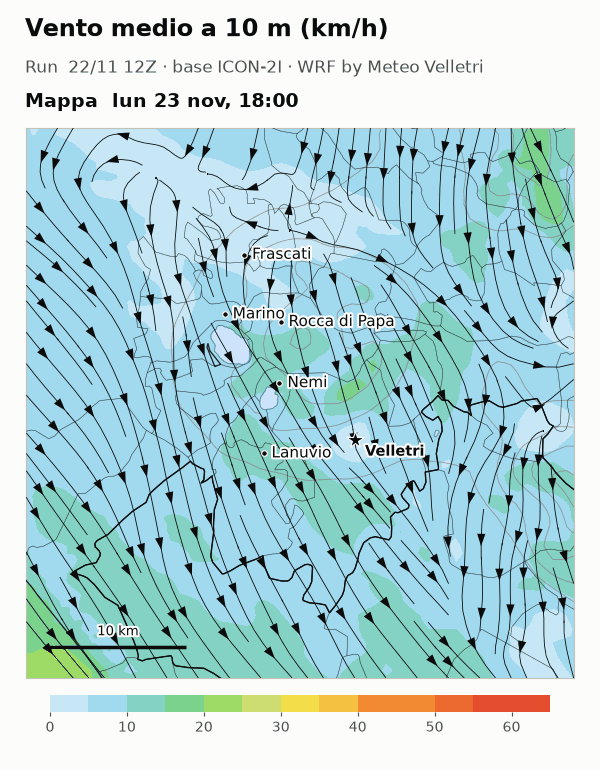 Vento medio a 10 m (km/h)
Run  22/11 12Z · base ICON-2I · WRF by Meteo Velletri
Mappa  lun 23 nov, 18:00
Frascati
Marino
Rocca di Papa
Nemi
Velletri
Lanuvio
10 km
0 10 20 30 40 50 60